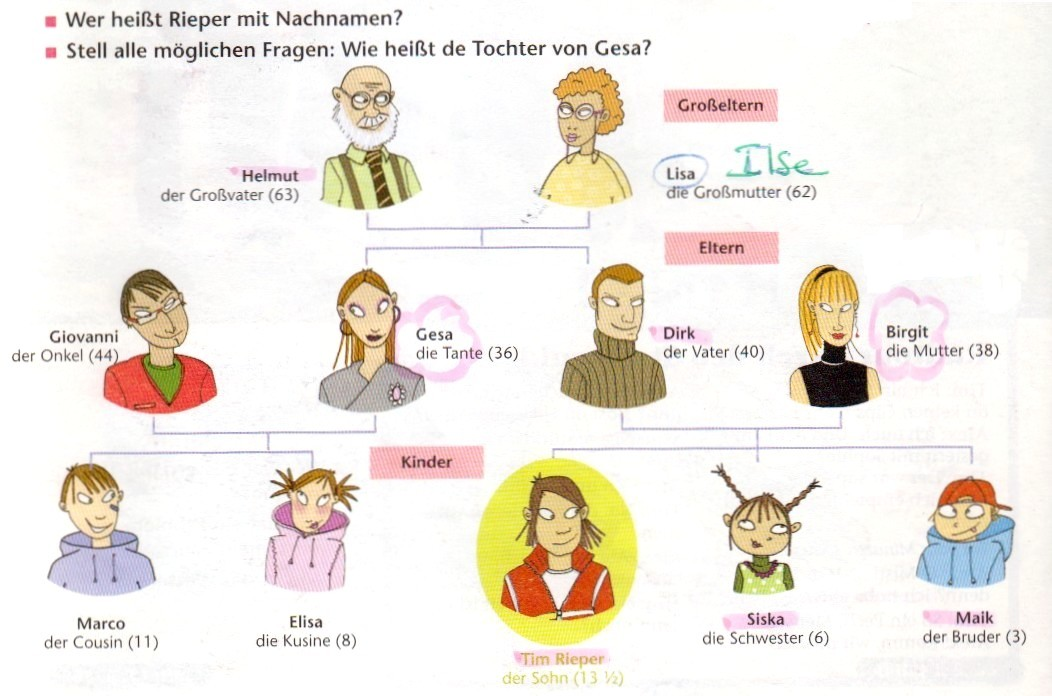 Wer heißt Rieper mit Nachnamen?
Stell alle möglichen Fragen: Wie heißt de Tochter von Gesa?
Großeltern
Helmut
der Großvater (63)
Lisa Ilse
die Großmutter (62)
Eltern
Giovanni
der Onkel (44)
Gesa
die Tante (36)
Dirk
der Vater (40)
Birgit
die Mutter (38)
Kinder
Marco
der Cousin (11)
Elisa
die Kusine (8)
Tim Rieper
der Sohn (13 ½)
Siska
die Schwester (6)
Maik
der Bruder (3)